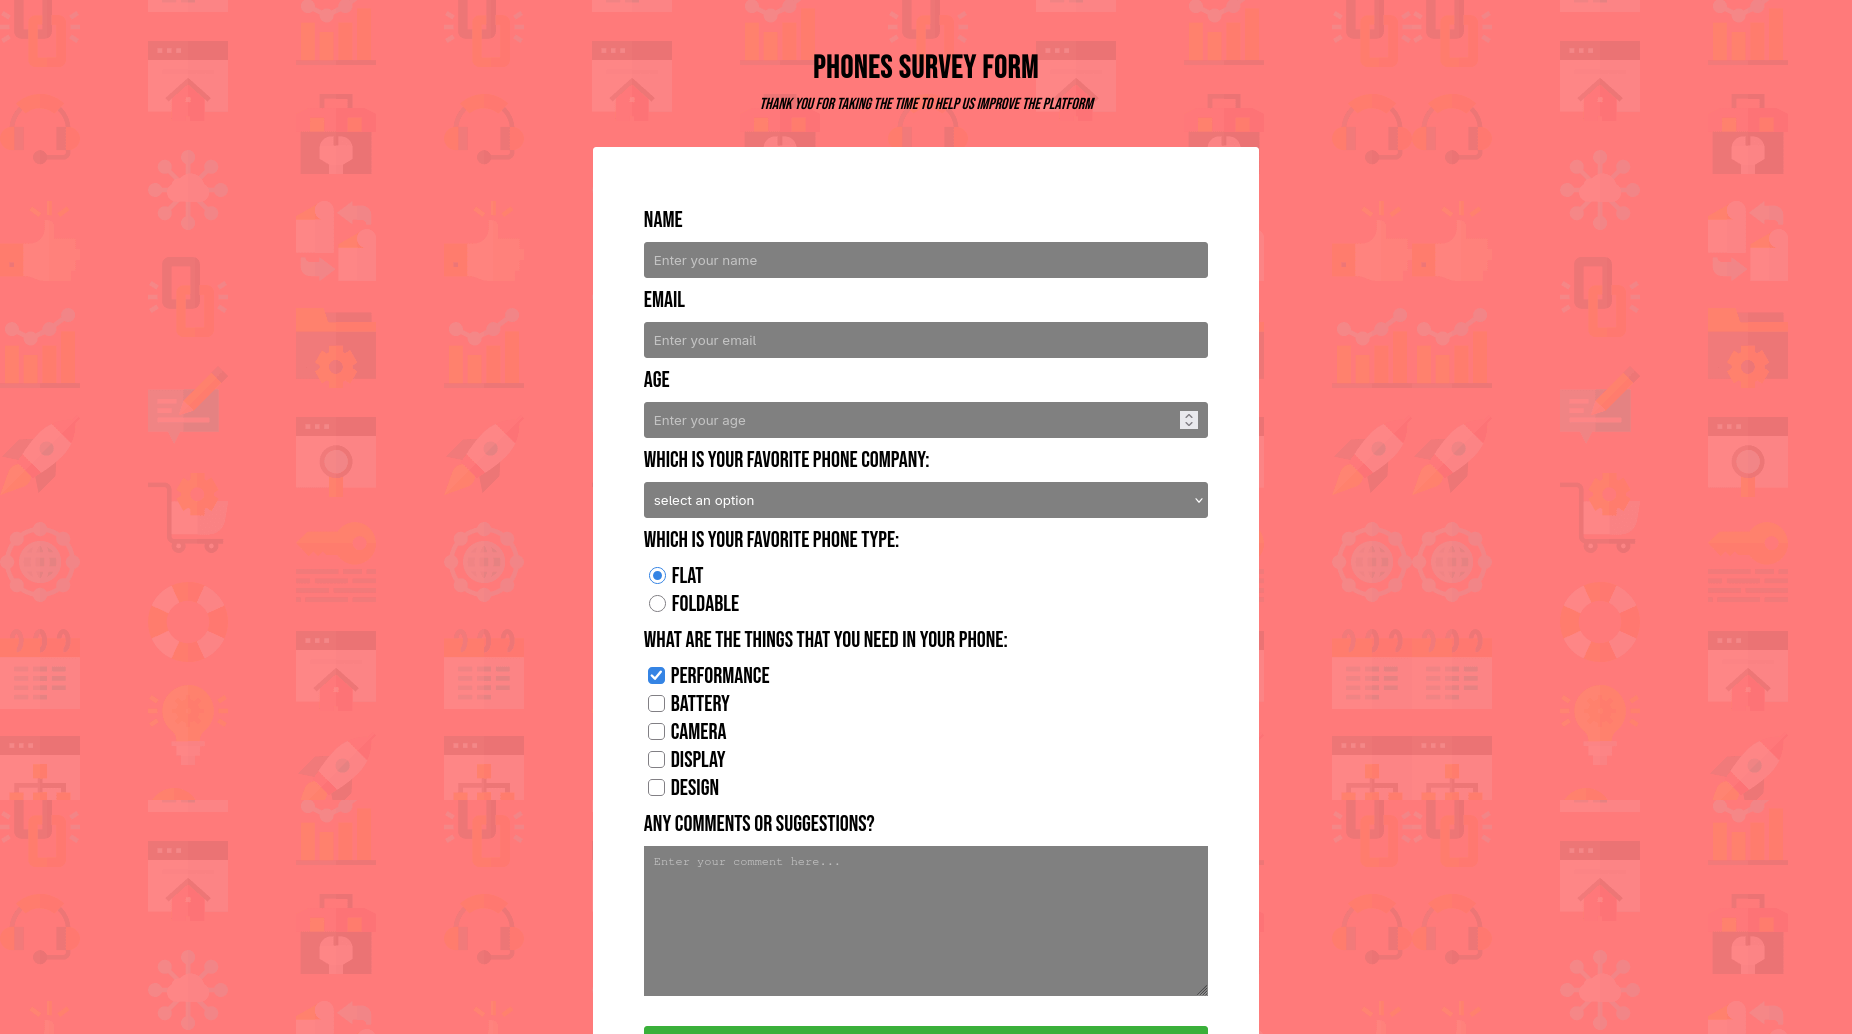 PHONES SURVEY FORM
THANK YOU FOR TAKING THE TIME TO HELP US IMPROVE THE PLATFORM
NAME
Enter your name
EMAIL
Enter your email
AGE
Enter your age
WHICH IS YOUR FAVORITE PHONE COMPANY:
select an option
WHICH IS YOUR FAVORITE PHONE TYPE:
FLAT
FOLDABLE
WHAT ARE THE THINGS THAT YOU NEED IN YOUR PHONE:
PERFORMANCE
BATTERY
CAMERA
DISPLAY
DESIGN
ANY COMMENTS OR SUGGESTIONS?
Enter your comment here...